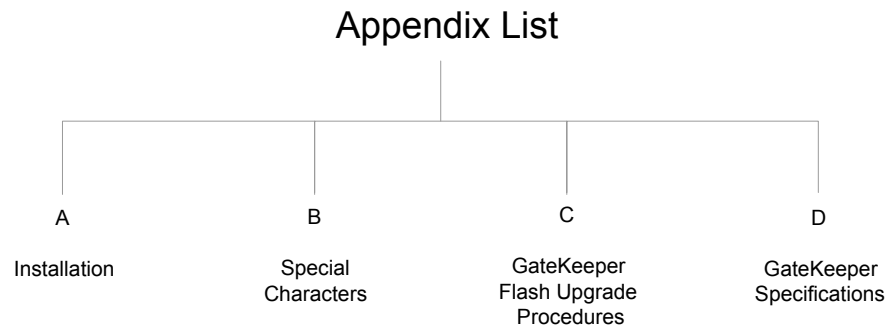 Appendix List
A
Installation
B
Special
Characters
C
GateKeeper
Flash Upgrade
Procedures
D
GateKeeper
Specifications